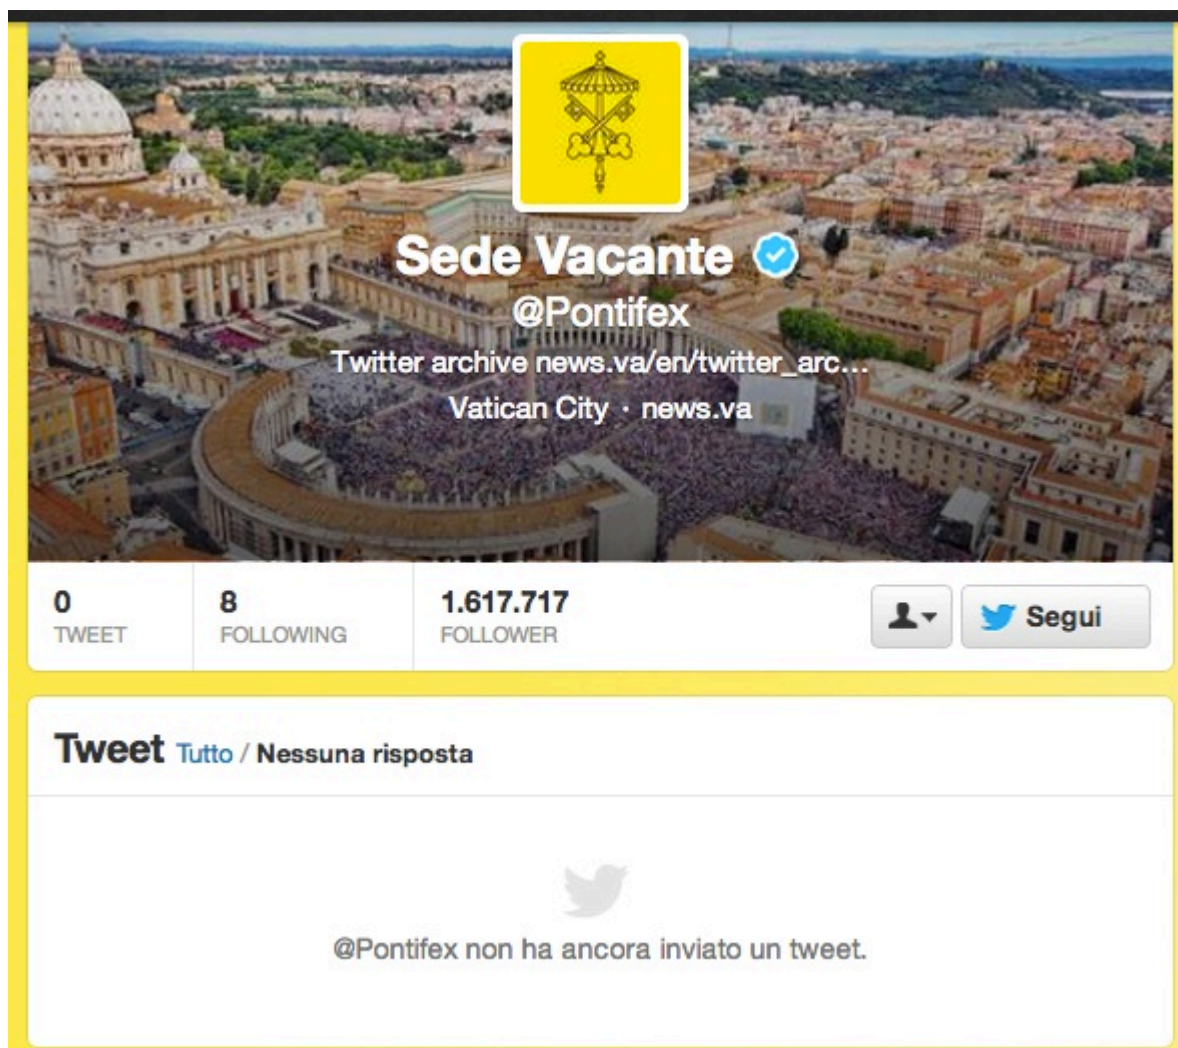 Sede Vacante
@Pontifex
Twitter archive news.va/en/twitter_arc...
Vatican City · news.va
0 8 1.617.717
TWEET FOLLOWING FOLLOWER
Segui
Tweet Tutto / Nessuna risposta
@Pontifex non ha ancora inviato un tweet.